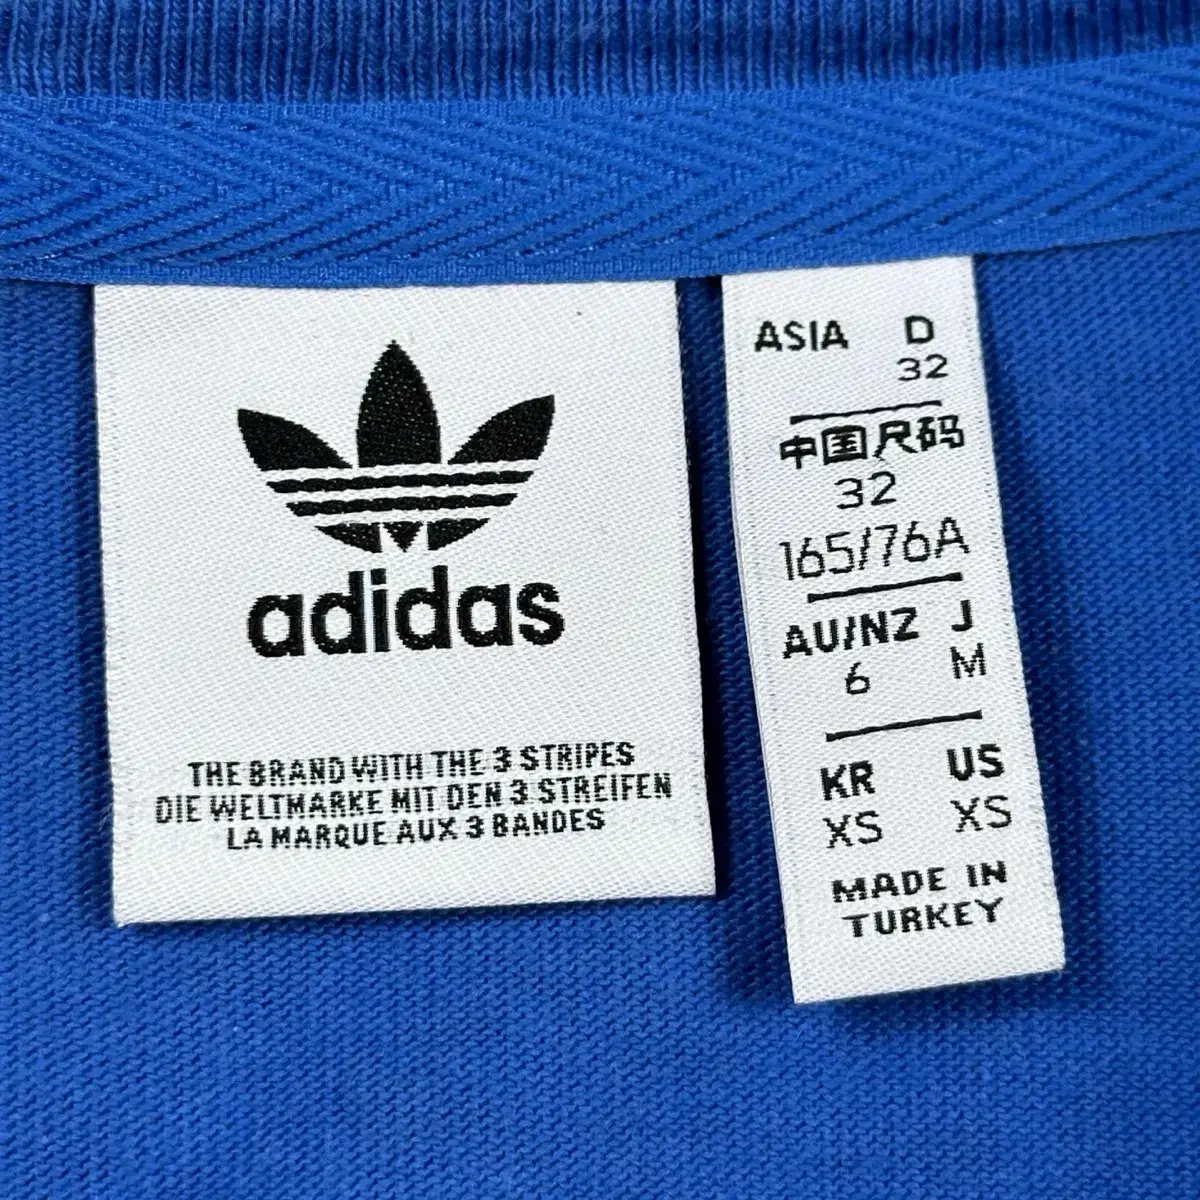 adidas
THE BRAND WITH THE 3 STRIPES
DIE WELTMARKE MIT DEN 3 STREIFEN
LA MARQUE AUX 3 BANDES
ASIA D
32
中国尺码
32
165/76A
AU/NZ J
6 M
KR US
XS XS
MADE IN
TURKEY